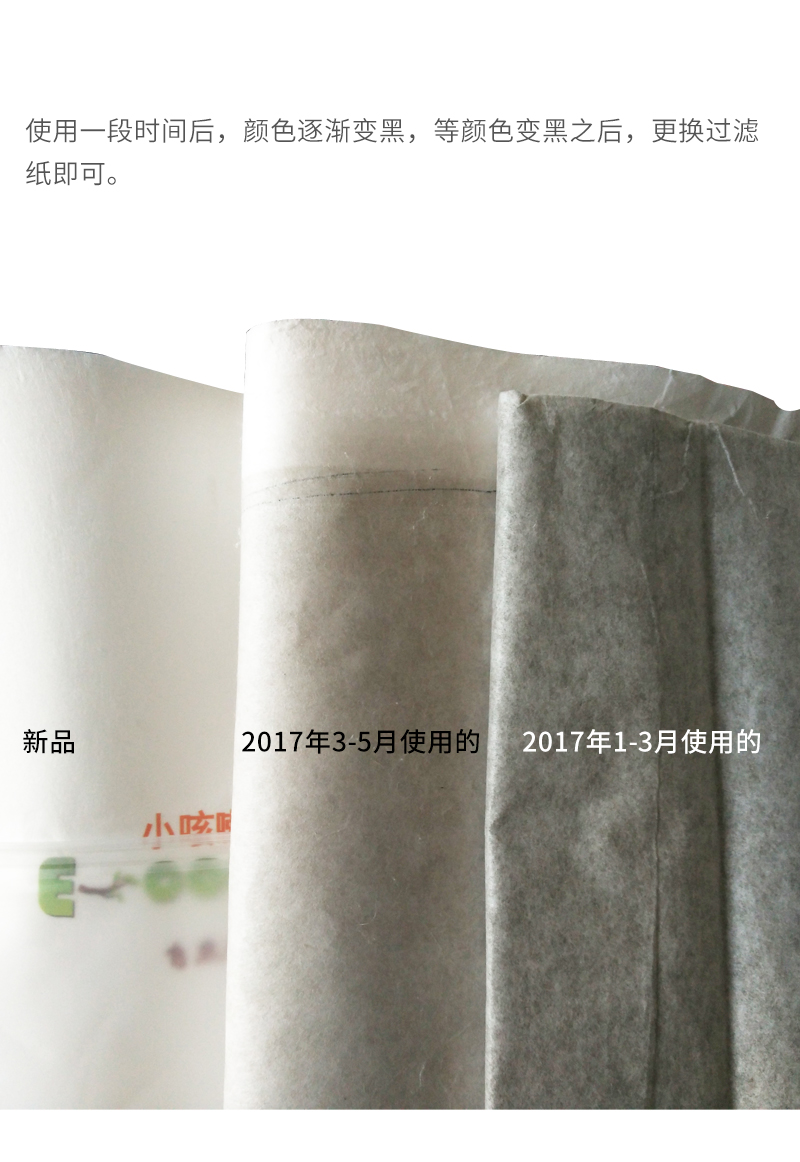 使用一段时间后，颜色逐渐变黑，等颜色变黑之后，更换过滤
纸即可。
新品
2017年3-5月使用的
2017年1-3月使用的
小咳